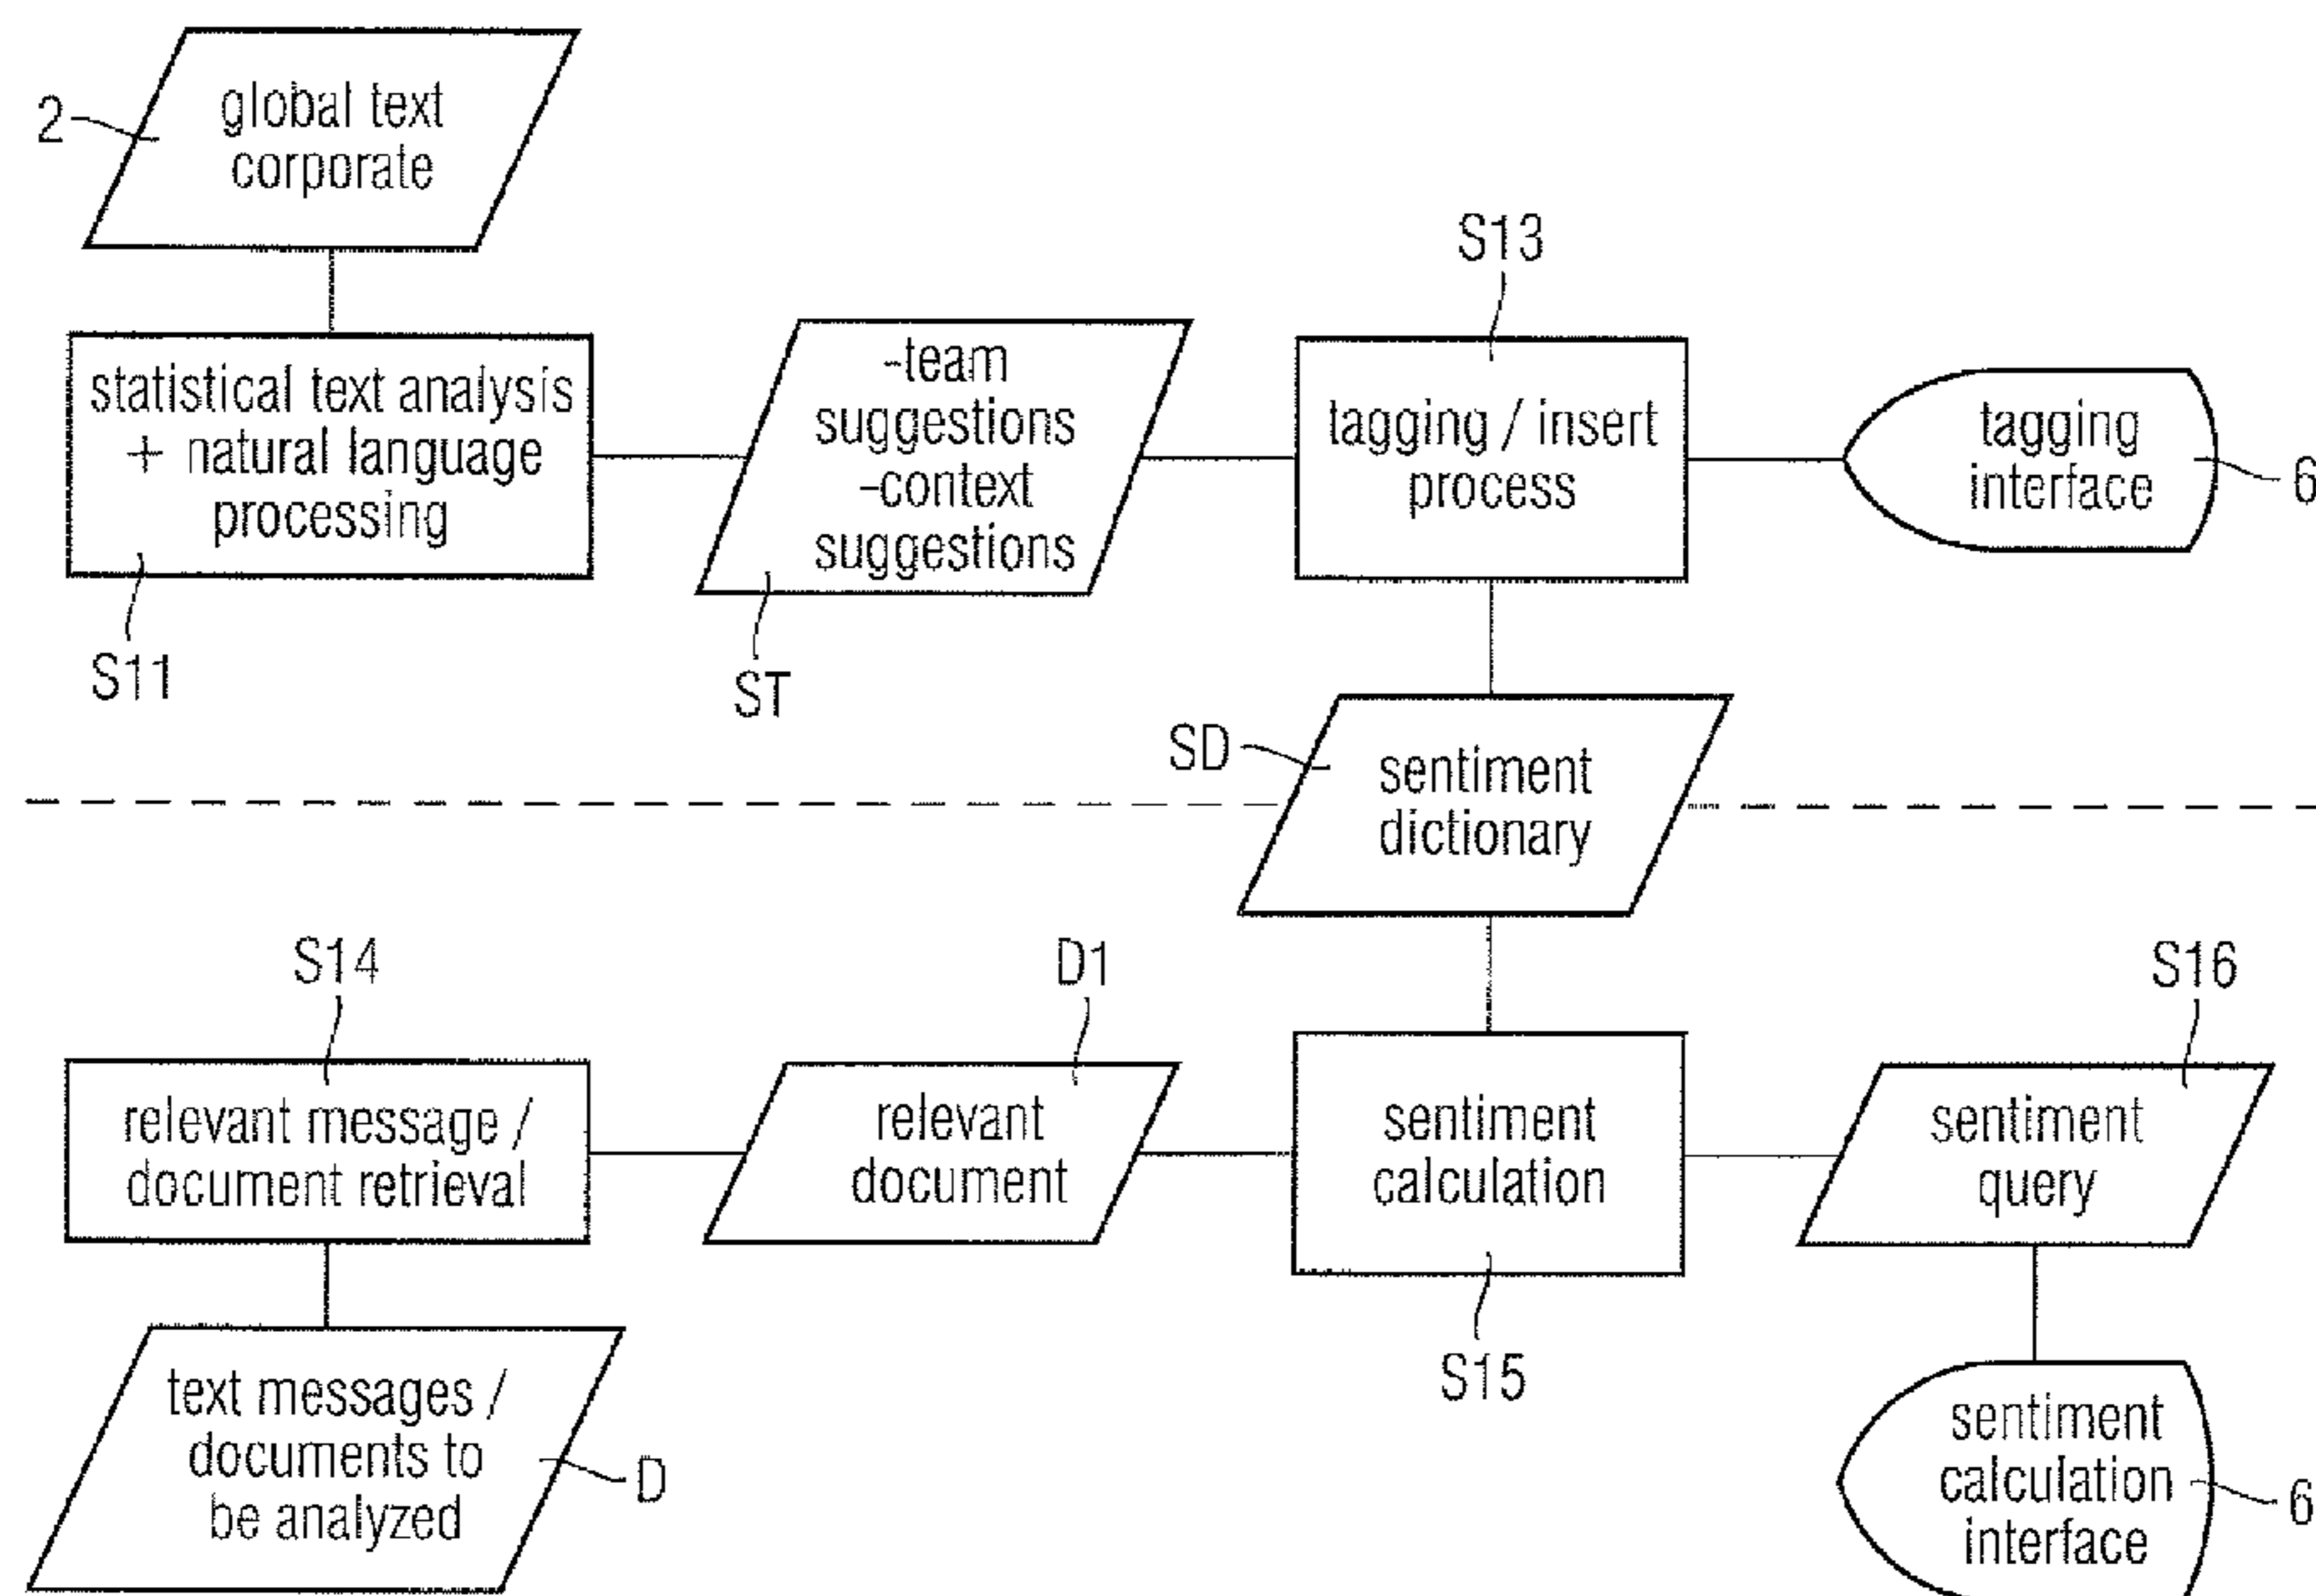 2
global text
corporate
S13
statistical text analysis
+ natural language
processing
S11
-team
suggestions
-context
suggestions
ST
tagging / insert
process
tagging
interface
6
SD
sentiment
dictionary
S14
D1
S16
relevant message /
document retrieval
relevant
document
sentiment
calculation
S15
sentiment
query
text messages /
documents to
be analyzed
D
sentiment
calculation
interface
6